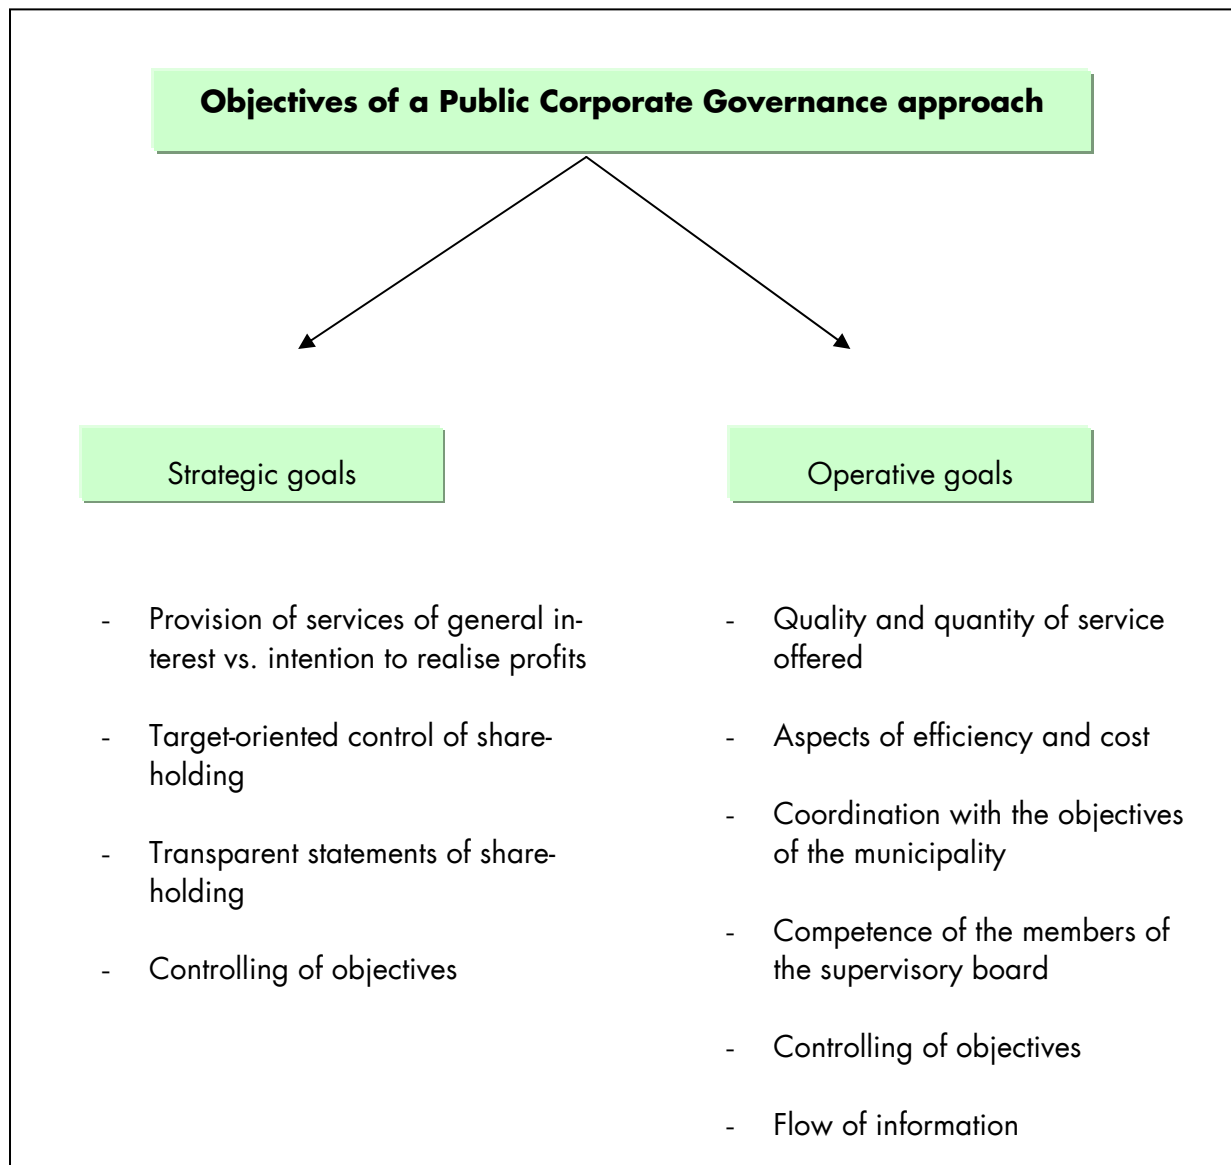 Objectives of a Public Corporate Governance approach
Strategic goals
- Provision of services of general in-
terest vs. intention to realise profits
- Target-oriented control of share-
holding
- Transparent statements of share-
holding
- Controlling of objectives
Operative goals
- Quality and quantity of service
offered
- Aspects of efficiency and cost
- Coordination with the objectives
of the municipality
- Competence of the members of
the supervisory board
- Controlling of objectives
- Flow of information